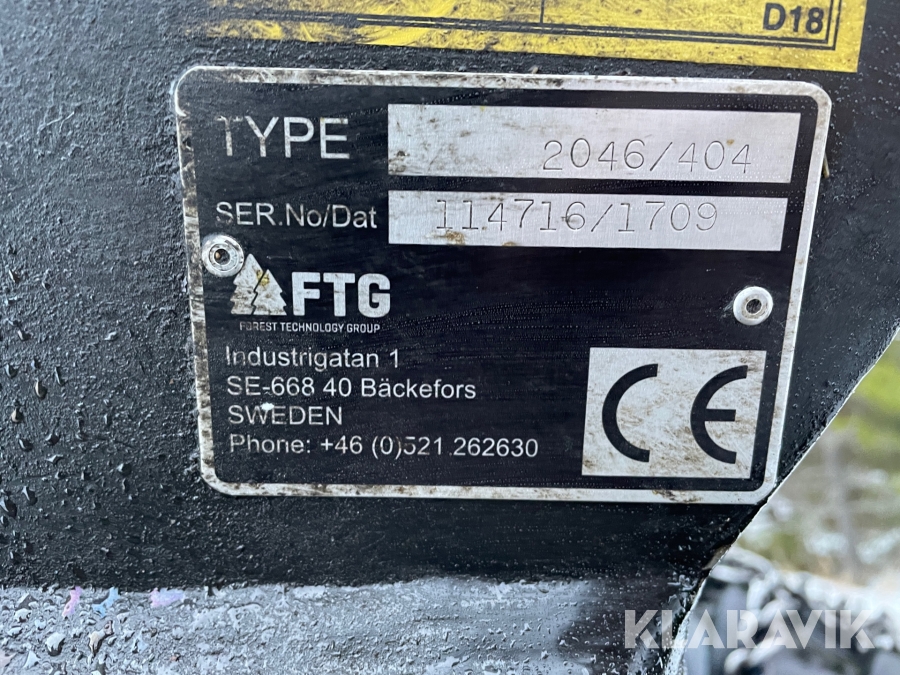 D18
TYPE 2046/404
SER.No/Dat 114716/1709
FTG
FOREST TECHNOLOGY GROUP
Industrigatan 1
SE-668 40 Bäckefors
SWEDEN
Phone: +46 (0)521 262630
CE
KLARAVIK